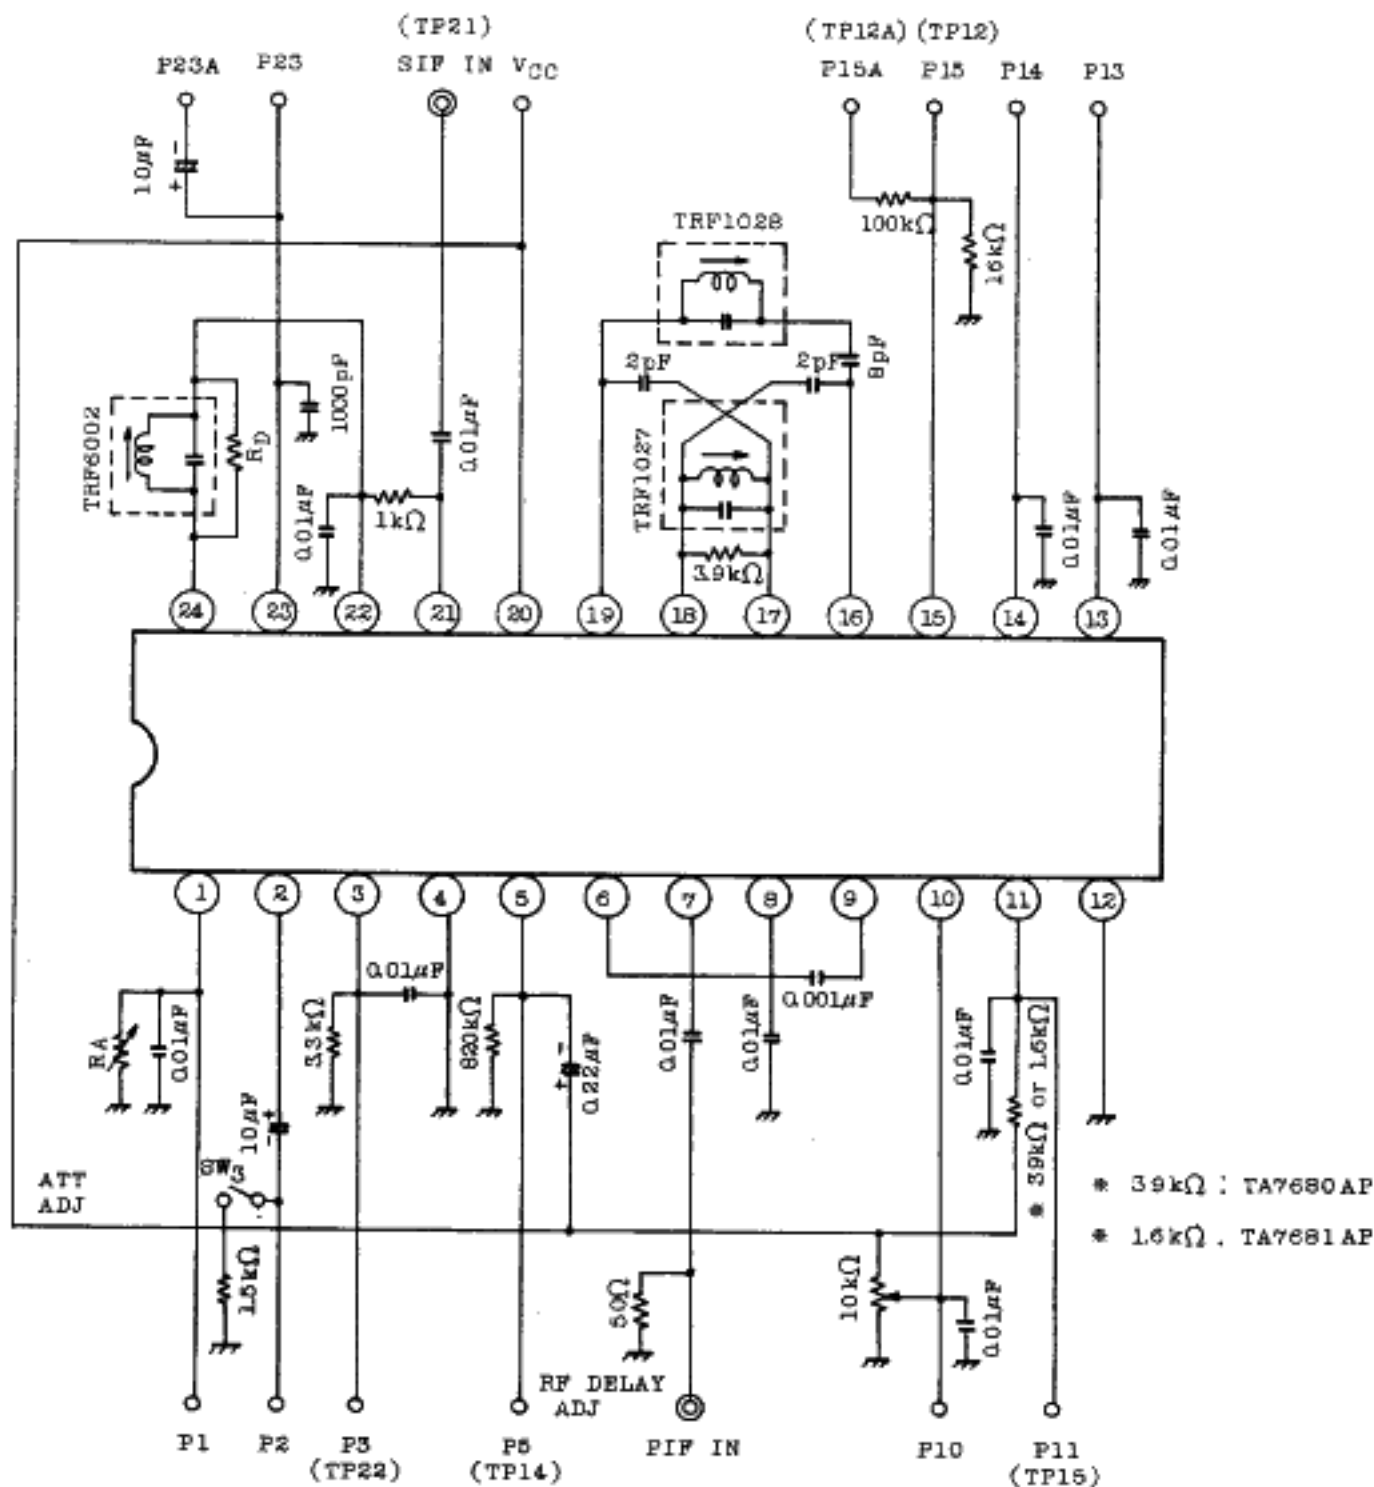 (TP21)
(TP12A) (TP12)
P23A P23 SIF IN VCC P15A P15 P14 P13
10μF
- +
TRF1028
100kΩ
16kΩ
2pF 2pF 8pF
TRF6002
RD
1000pF
0.01μF
0.01μF
1kΩ
TRF1027
3.9kΩ
0.01μF
0.01μF
24 23 22 21 20 19 18 17 16 15 14 13
1 2 3 4 5 6 7 8 9 10 11 12
RA
0.01μF
3.3kΩ
0.01μF
820kΩ
- +
0.22μF
0.01μF
0.01μF
0.001μF
0.01μF
* 3.9kΩ or 1.6kΩ
+ -
10μF
SW3
ATT
ADJ
1.5kΩ
* 3.9kΩ : TA7680AP
* 1.6kΩ . TA7681AP
50Ω
10kΩ
0.01μF
RF DELAY
ADJ
P1 P2 P3 P5 PIF IN P10 P11
(TP22) (TP14) (TP15)